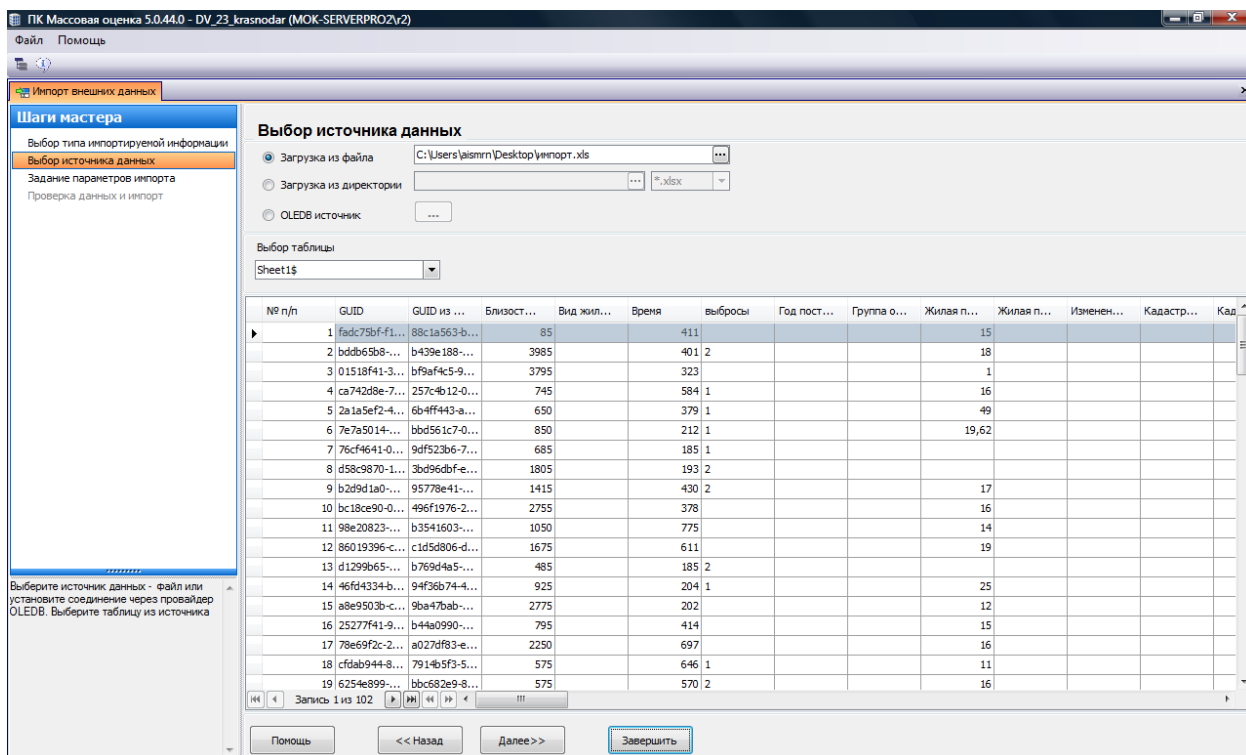 ПК Массовая оценка 5.0.44.0 - DV_23_krasnodar (MOK-SERVERPRO2\r2)
Файл Помощь
Импорт внешних данных
Шаги мастера
Выбор типа импортируемой информации
Выбор источника данных
Задание параметров импорта
Проверка данных и импорт
Выберите источник данных - файл или
установите соединение через провайдер
OLEDB. Выберите таблицу из источника
Выбор источника данных
Загрузка из файла C:\Users\aismrn\Desktop\импорт.xls ...
Загрузка из директории ... *.xlsx
OLEDB источник ...
Выбор таблицы
Sheet1$
№ п/п GUID GUID из ... Близост... Вид жил... Время выбросы Год пост... Группа о... Жилая п... Жилая п... Изменен... Кадастр... Кад
1 fadc75bf-f1... 88c1a563-b... 85 411 15
2 bddb65b8-... b439e188-... 3985 401 2 18
3 01518f41-3... bf9af4c5-9... 3795 323 1
4 ca742d8e-7... 257c4b12-0... 745 584 1 16
5 2a1a5ef2-4... 6b4ff443-a... 650 379 1 49
6 7e7a5014-... bbd561c7-0... 850 212 1 19,62
7 76cf4641-0... 9df523b6-7... 685 185 1
8 d58c9870-1... 3bd96dbf-e... 1805 193 2
9 b2d9d1a0-... 95778e41-... 1415 430 2 17
10 bc18ce90-0... 496f1976-2... 2755 378 16
11 98e20823-... b3541603-... 1050 775 14
12 86019396-c... c1d5d806-d... 1675 611 19
13 d1299b65-... b769d4a5-... 485 185 2
14 46fd4334-b... 94f36b74-4... 925 204 1 25
15 a8e9503b-c... 9ba47bab-... 2775 202 12
16 25277f41-9... b44a0990-... 795 414 15
17 78e69f2c-2... a027df83-e... 2250 697 16
18 cfdab944-8... 7914b5f3-5... 575 646 1 11
19 6254e899-... bbc682e9-8... 575 570 2 16
Запись 1 из 102
Помощь << Назад Далее>> Завершить